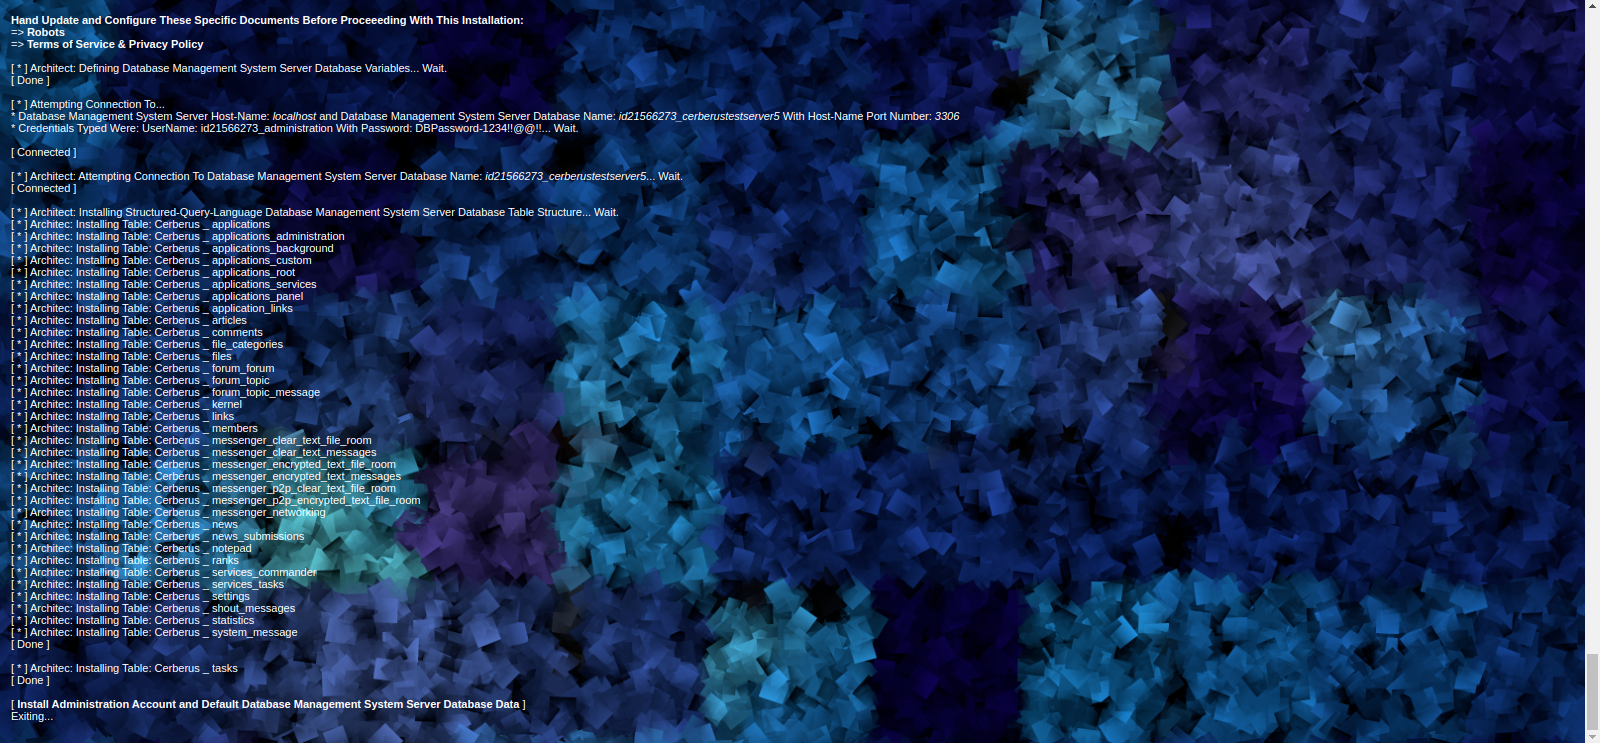 Hand Update and Configure These Specific Documents Before Proceeeding With This Installation:
=> Robots
=> Terms of Service & Privacy Policy
[ * ] Architect: Defining Database Management System Server Database Variables... Wait.
[ Done ]
[ * ] Attempting Connection To...
* Database Management System Server Host-Name: localhost and Database Management System Server Database Name: id21566273_cerberustestserver5 With Host-Name Port Number: 3306
* Credentials Typed Were: UserName: id21566273_administration With Password: DBPassword-1234!!@@!!... Wait.
[ Connected ]
[ * ] Architect: Attempting Connection To Database Management System Server Database Name: id21566273_cerberustestserver5... Wait.
[ Connected ]
[ * ] Architect: Installing Structured-Query-Language Database Management System Server Database Table Structure... Wait.
[ * ] Architec: Installing Table: Cerberus _ applications
[ * ] Architec: Installing Table: Cerberus _ applications_administration
[ * ] Architec: Installing Table: Cerberus _ applications_background
[ * ] Architec: Installing Table: Cerberus _ applications_custom
[ * ] Architec: Installing Table: Cerberus _ applications_root
[ * ] Architec: Installing Table: Cerberus _ applications_services
[ * ] Architec: Installing Table: Cerberus _ applications_panel
[ * ] Architec: Installing Table: Cerberus _ application_links
[ * ] Architec: Installing Table: Cerberus _ articles
[ * ] Architec: Installing Table: Cerberus _ comments
[ * ] Architec: Installing Table: Cerberus _ file_categories
[ * ] Architec: Installing Table: Cerberus _ files
[ * ] Architec: Installing Table: Cerberus _ forum_forum
[ * ] Architec: Installing Table: Cerberus _ forum_topic
[ * ] Architec: Installing Table: Cerberus _ forum_topic_message
[ * ] Architec: Installing Table: Cerberus _ kernel
[ * ] Architec: Installing Table: Cerberus _ links
[ * ] Architec: Installing Table: Cerberus _ members
[ * ] Architec: Installing Table: Cerberus _ messenger_clear_text_file_room
[ * ] Architec: Installing Table: Cerberus _ messenger_clear_text_messages
[ * ] Architec: Installing Table: Cerberus _ messenger_encrypted_text_file_room
[ * ] Architec: Installing Table: Cerberus _ messenger_encrypted_text_messages
[ * ] Architec: Installing Table: Cerberus _ messenger_p2p_clear_text_file_room
[ * ] Architec: Installing Table: Cerberus _ messenger_p2p_encrypted_text_file_room
[ * ] Architec: Installing Table: Cerberus _ messenger_networking
[ * ] Architec: Installing Table: Cerberus _ news
[ * ] Architec: Installing Table: Cerberus _ news_submissions
[ * ] Architec: Installing Table: Cerberus _ notepad
[ * ] Architec: Installing Table: Cerberus _ ranks
[ * ] Architec: Installing Table: Cerberus _ services_commander
[ * ] Architec: Installing Table: Cerberus _ services_tasks
[ * ] Architec: Installing Table: Cerberus _ settings
[ * ] Architec: Installing Table: Cerberus _ shout_messages
[ * ] Architec: Installing Table: Cerberus _ statistics
[ * ] Architec: Installing Table: Cerberus _ system_message
[ Done ]
[ * ] Architec: Installing Table: Cerberus _ tasks
[ Done ]
[ Install Administration Account and Default Database Management System Server Database Data ]
Exiting...